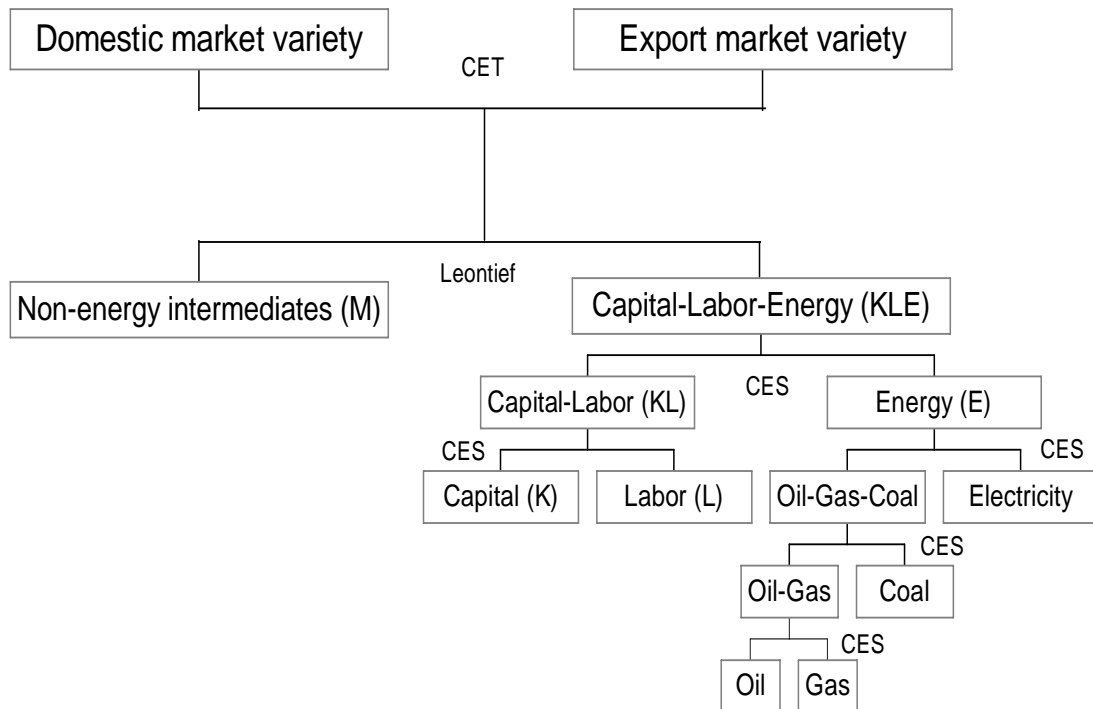 Domestic market variety
Export market variety
CET
Leontief
Non-energy intermediates (M)
Capital-Labor-Energy (KLE)
CES
Capital-Labor (KL)
Energy (E)
CES
CES
Capital (K)
Labor (L)
Oil-Gas-Coal
Electricity
CES
Oil-Gas
Coal
CES
Oil
Gas